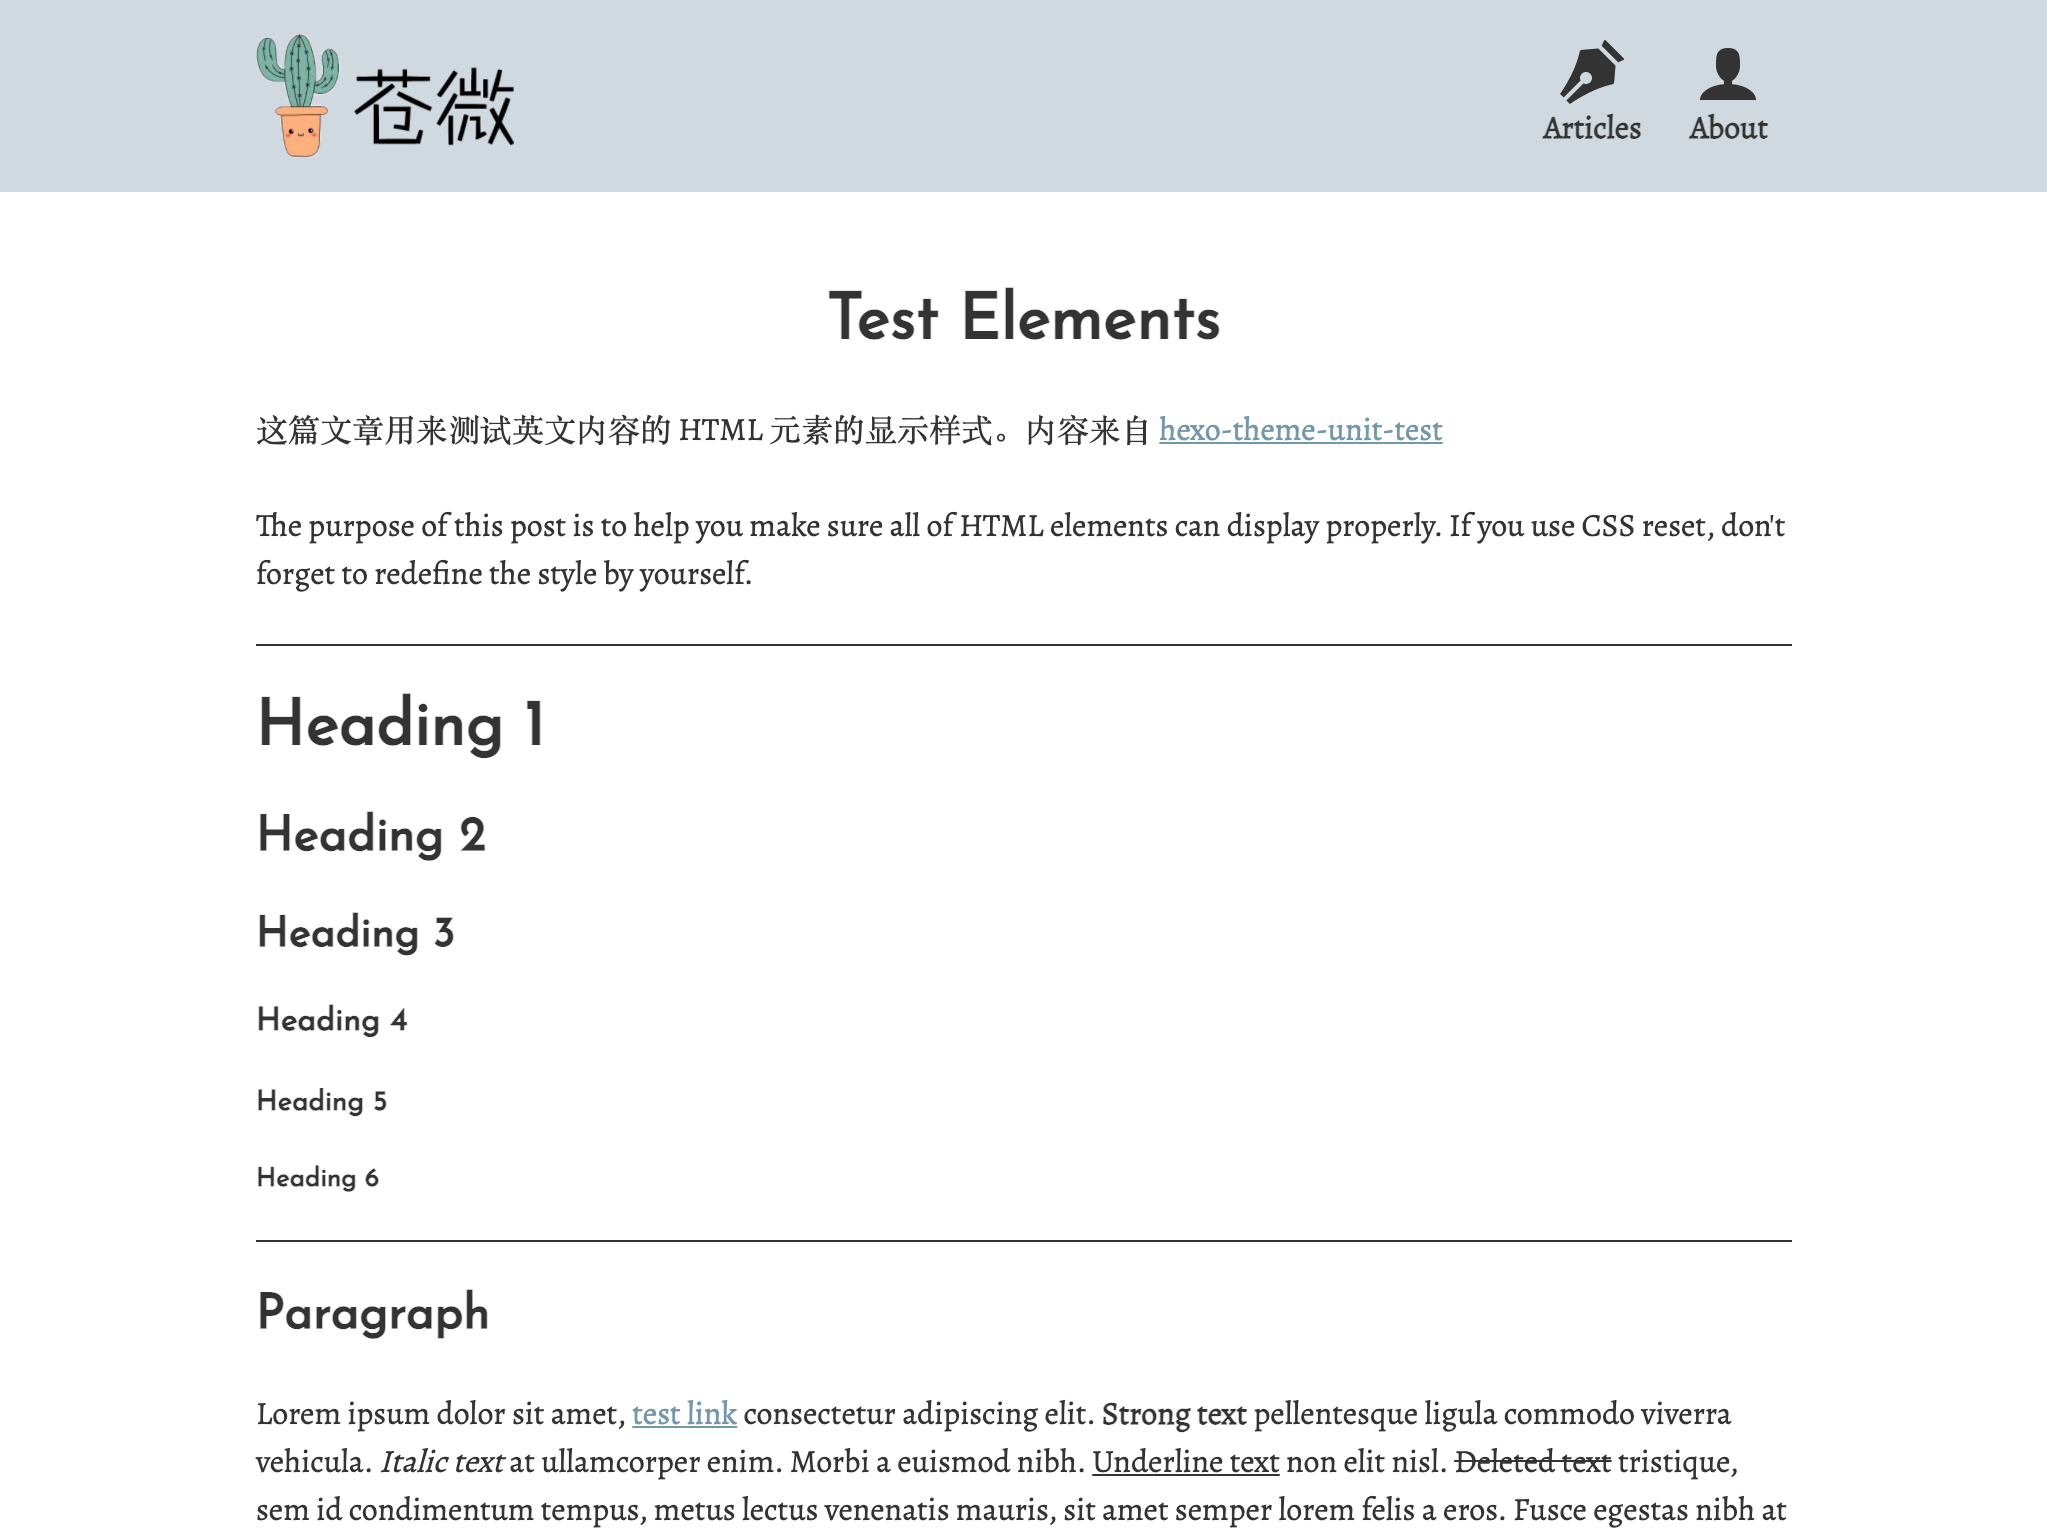 苍微
Articles
About
Test Elements
这篇文章用来测试英文内容的 HTML 元素的显示样式。内容来自 hexo-theme-unit-test
The purpose of this post is to help you make sure all of HTML elements can display properly. If you use CSS reset, don't
forget to redefine the style by yourself.
Heading 1
Heading 2
Heading 3
Heading 4
Heading 5
Heading 6
Paragraph
Lorem ipsum dolor sit amet, test link consectetur adipiscing elit. Strong text pellentesque ligula commodo viverra
vehicula. Italic text at ullamcorper enim. Morbi a euismod nibh. Underline text non elit nisl. Deleted text tristique,
sem id condimentum tempus, metus lectus venenatis mauris, sit amet semper lorem felis a eros. Fusce egestas nibh at